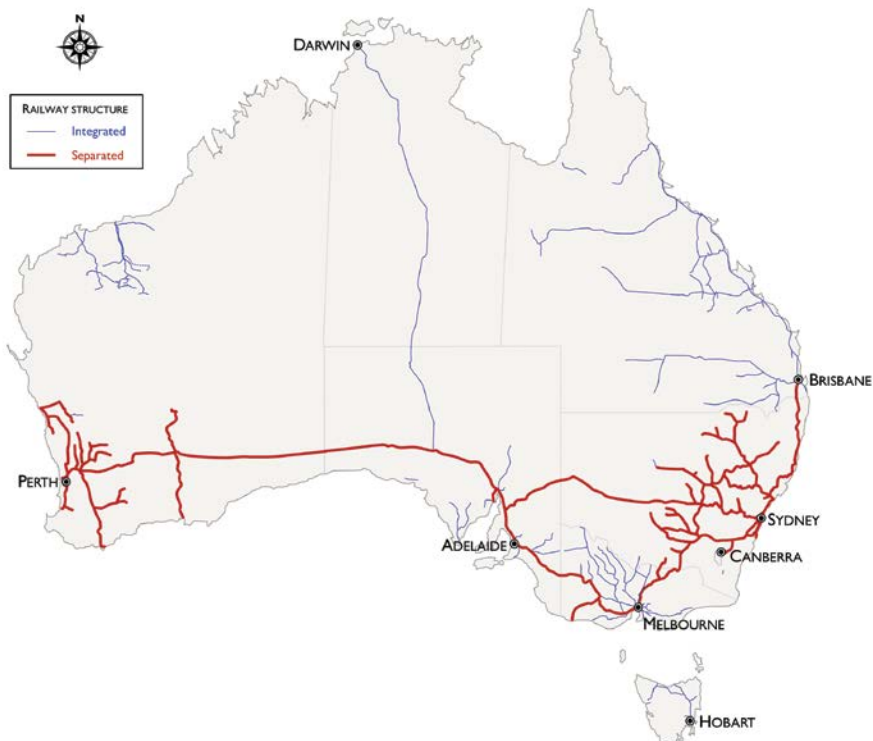 N
DARWIN
RAILWAY STRUCTURE
Integrated
Separated
BRISBANE
PERTH
SYDNEY
ADELAIDE
CANBERRA
MELBOURNE
HOBART